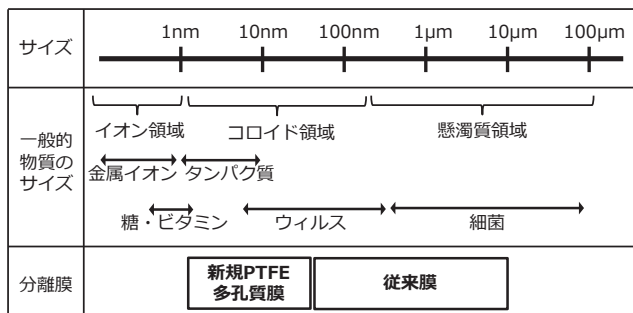 サイズ
1nm 10nm 100nm 1μm 10μm 100μm
一般的
物質の
サイズ
イオン領域 コロイド領域 懸濁質領域
金属イオン タンパク質
糖・ビタミン ウィルス 細菌
分離膜
新規PTFE
多孔質膜
従来膜